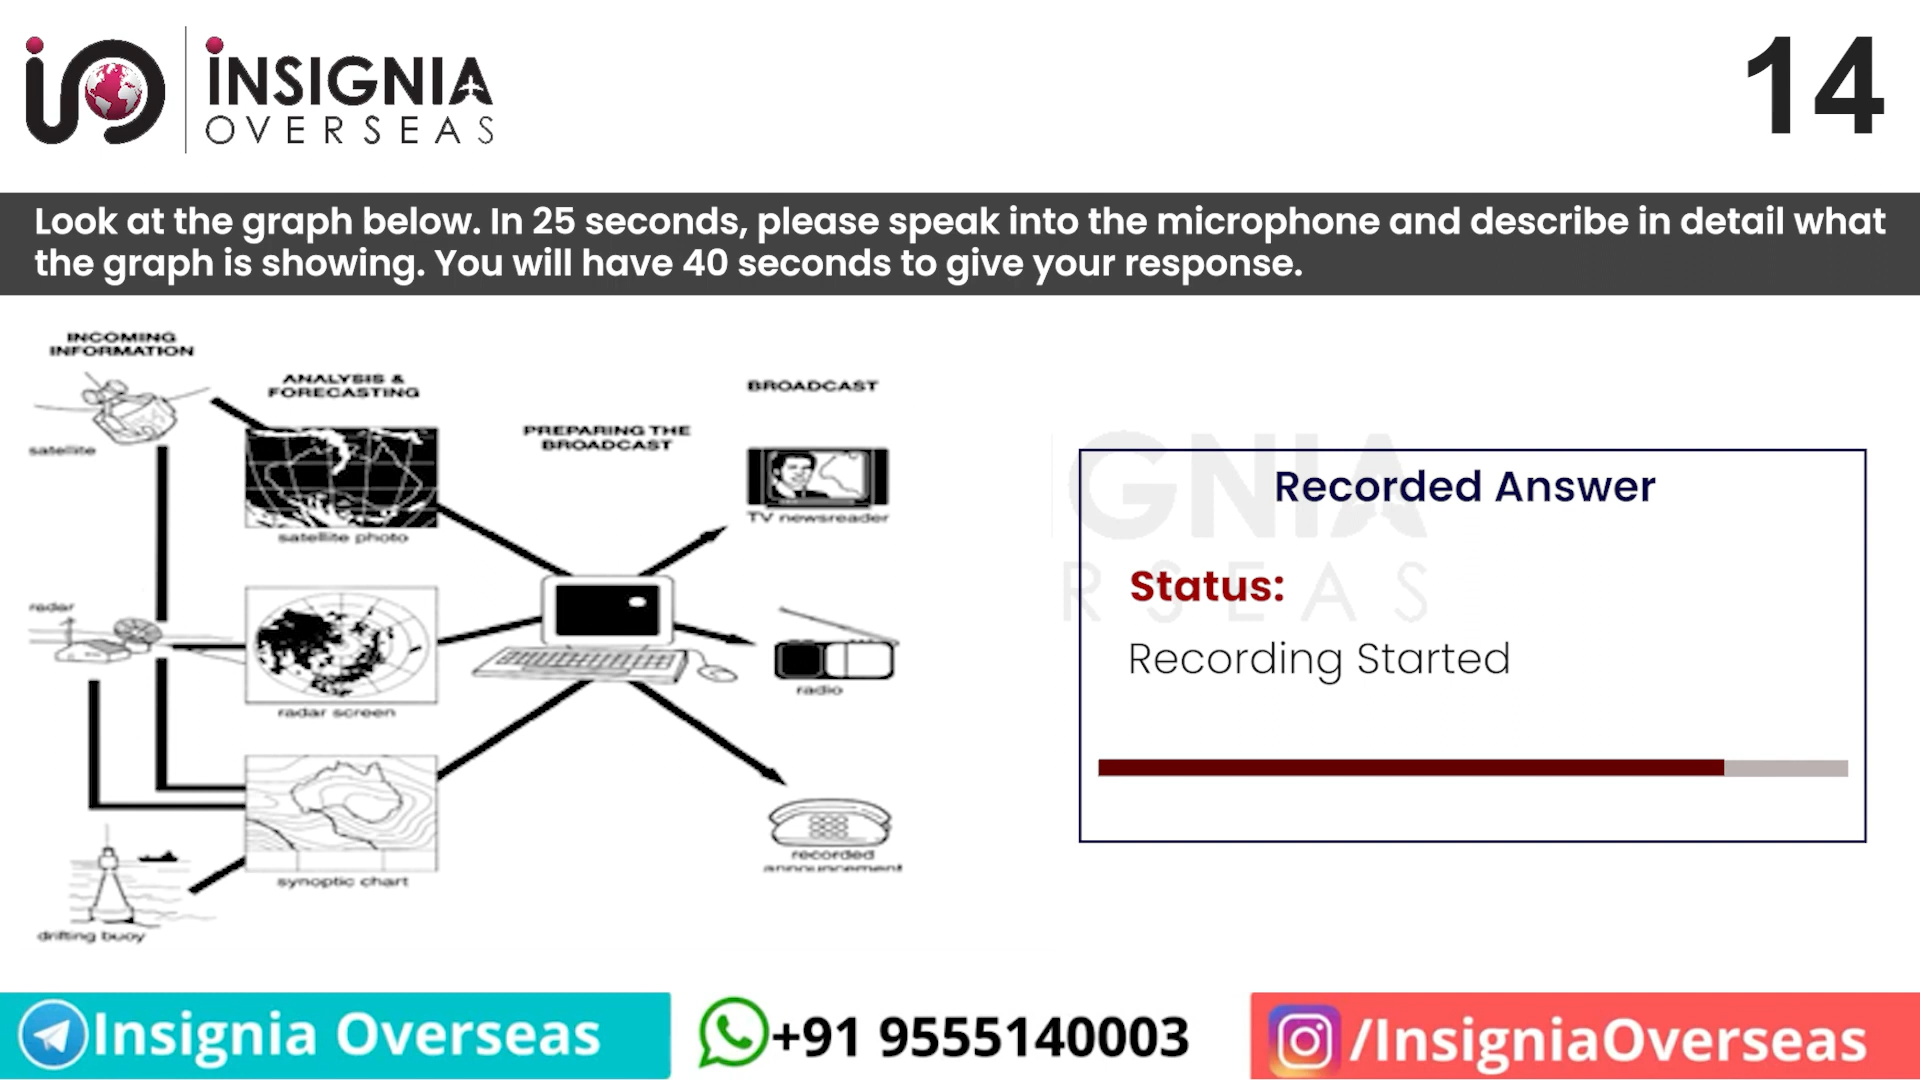 INSIGNIA
OVERSEAS
14
Look at the graph below. In 25 seconds, please speak into the microphone and describe in detail what
the graph is showing. You will have 40 seconds to give your response.
INCOMING
INFORMATION
satellite
radar
drifting buoy
ANALYSIS &
FORECASTING
satellite photo
radar screen
synoptic chart
PREPARING THE
BROADCAST
BROADCAST
TV newsreader
radio
recorded
announcement
GNIA
RSEAS
Recorded Answer
Status:
Recording Started
Insignia Overseas
+91 9555140003
/InsigniaOverseas